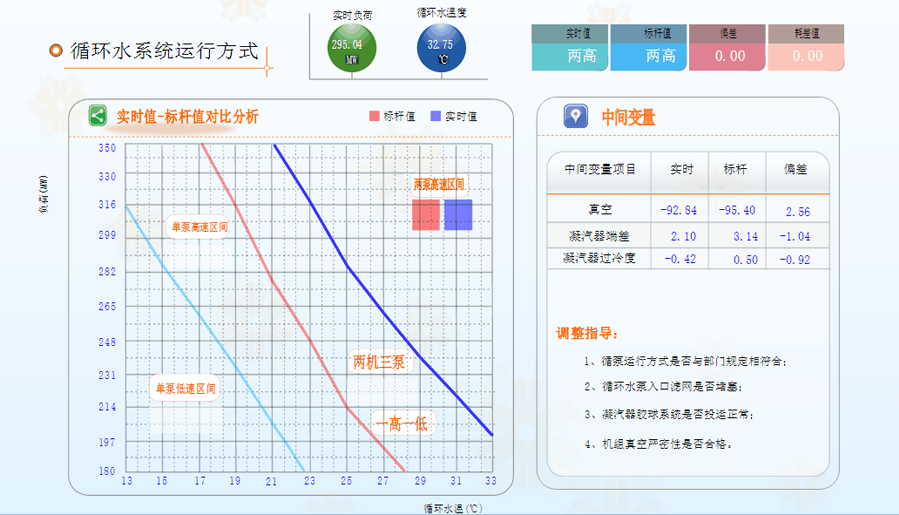 循环水系统运行方式
实时负荷
295.04
MW
循环水温度
32.75
℃
实时值 标杆值 偏差 耗差值
两高 两高 0.00 0.00
实时值-标杆值对比分析
标杆值 实时值
负荷(MW)
350
330
316
299
282
265
248
231
214
197
180
13 15 17 19 21 23 25 27 29 31 33
循环水温(℃)
两泵高速区间
单泵高速区间
两机三泵
单泵低速区间
一高一低
中间变量
中间变量项目 实时 标杆 偏差
真空 -92.84 -95.40 2.56
凝汽器端差 2.10 3.14 -1.04
凝汽器过冷度 -0.42 0.50 -0.92
调整指导：
1、循泵运行方式是否与部门规定相符合；
2、循环水泵入口滤网是否堵塞；
3、凝汽器胶球系统是否投运正常；
4、机组真空严密性是否合格。